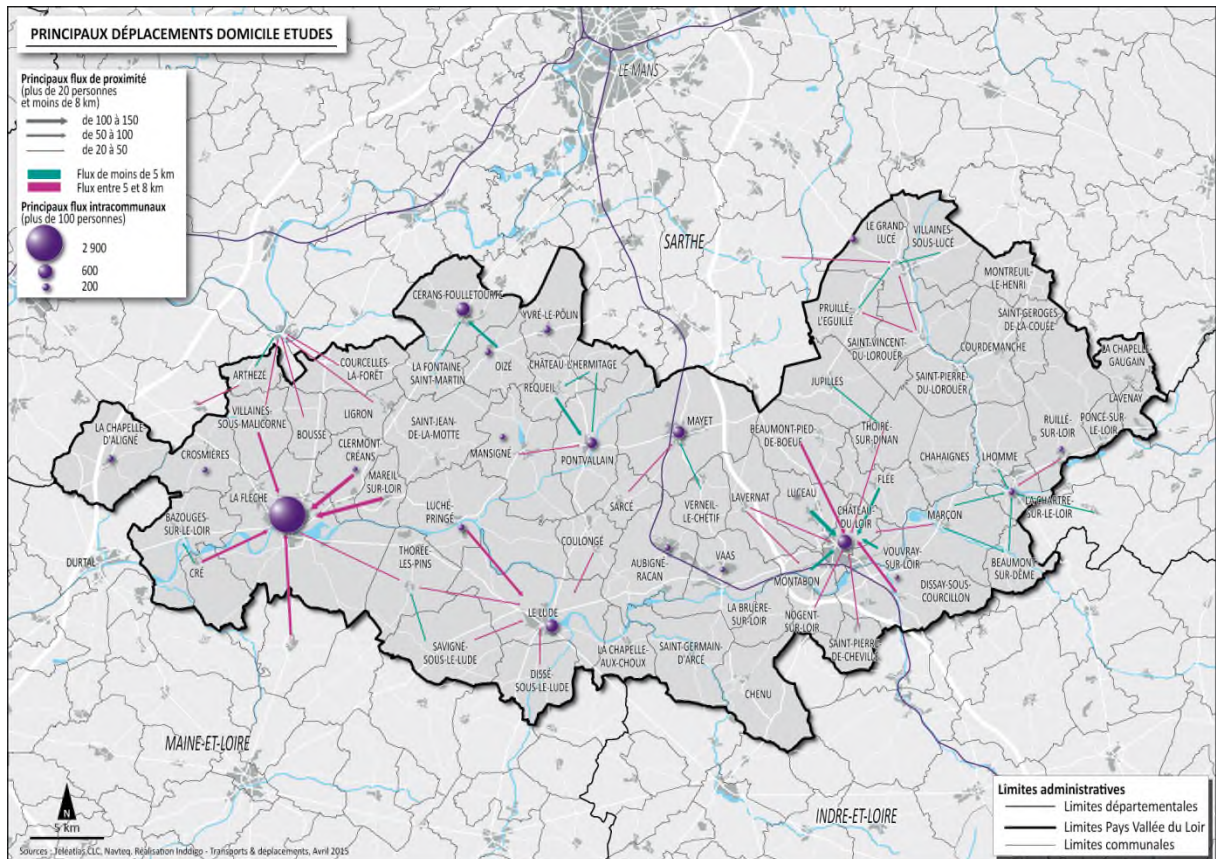 PRINCIPAUX DÉPLACEMENTS DOMICILE ETUDES
Principaux flux de proximité
(plus de 20 personnes
et moins de 8 km)
de 100 à 150
de 50 à 100
de 20 à 50
Flux de moins de 5 km
Flux entre 5 et 8 km
Principaux flux intracommunaux
(plus de 100 personnes)
2 900
600
200
LE MANS
SARTHE
LE GRAND-
LUCÉ
VILLAINES-
SOUS-LUCÉ
MONTREUIL-
LE-HENRI
SAINT-GEROGES-
DE-LA-COUÉE
PRUILLÉ-
L'EGUILLÉ
SAINT-VINCENT-
DU-LOROUËR
COURDEMANCHE
LA CHAPELLE-
GAUGAIN
LAVENAY
PONCÉ-SUR-
LE-LOIR
RUILLÉ-
SUR-LOIR
SAINT-PIERRE-
DU-LOROUËR
JUPILLES
CERANS-FOULLETOURTE
YVRÉ-LE-PÔLIN
OIZÉ
LA FONTAINE
SAINT-MARTIN
CHÂTEAU-L'HERMITAGE
REQUEIL
COURCELLES-
LA-FORÊT
ARTHEZÉ
VILLAINES-
SOUS-MALICORNE
LIGRON
BOUSSE
SAINT-JEAN-
DE-LA-MOTTE
CLERMONT-
CRÉANS
MAREIL-
SUR-LOIR
LA CHAPELLE
D'ALIGNÉ
CROSMIÈRES
MANSIGNÉ
PONTVALLAIN
MAYET
BEAUMONT-PIED-
DE-BOEUF
THOIRÉ-
SUR-DINAN
CHAHAIGNES
LHOMME
FLÉE
LA FLÈCHE
LUCHÉ-
PRINGÉ
SARCÉ
VERNEIL-
LE-CHÉTIF
LAVERNAT
LUCEAU
CHÂTEAU-
DU-LOIR
MARÇON
LA CHARTRE-
SUR-LE-LOIR
BAZOUGES-
SUR-LE-LOIR
CRÉ
DURTAL
THORÉE-
LES-PINS
COULONGÉ
AUBIGNÉ-
RACAN
VAAS
MONTABON
VOUVRAY-
SUR-LOIR
DISSAY-SOUS-
COURCILLON
BEAUMONT
SUR-DÊME
LE LUDE
LA BRUÈRE-
SUR-LOIR
NOGENT-
SUR-LOIR
SAINT-PIERRE-
DE-CHEVILLÉ
SAVIGNÉ-
SOUS-LE-LUDE
DISSÉ-
SOUS-LE-LUDE
LA CHAPELLE-
AUX-CHOUX
SAINT-GERMAIN-
D'ARCÉ
CHENU
MAINE-ET-LOIRE
INDRE-ET-LOIRE
N
5 km
Limites administratives
Limites départementales
Limites Pays Vallée du Loir
Limites communales
Sources : Téléatlas CLC, Navteq, Réalisation Inddigo - Transports & déplacements, Avril 2015